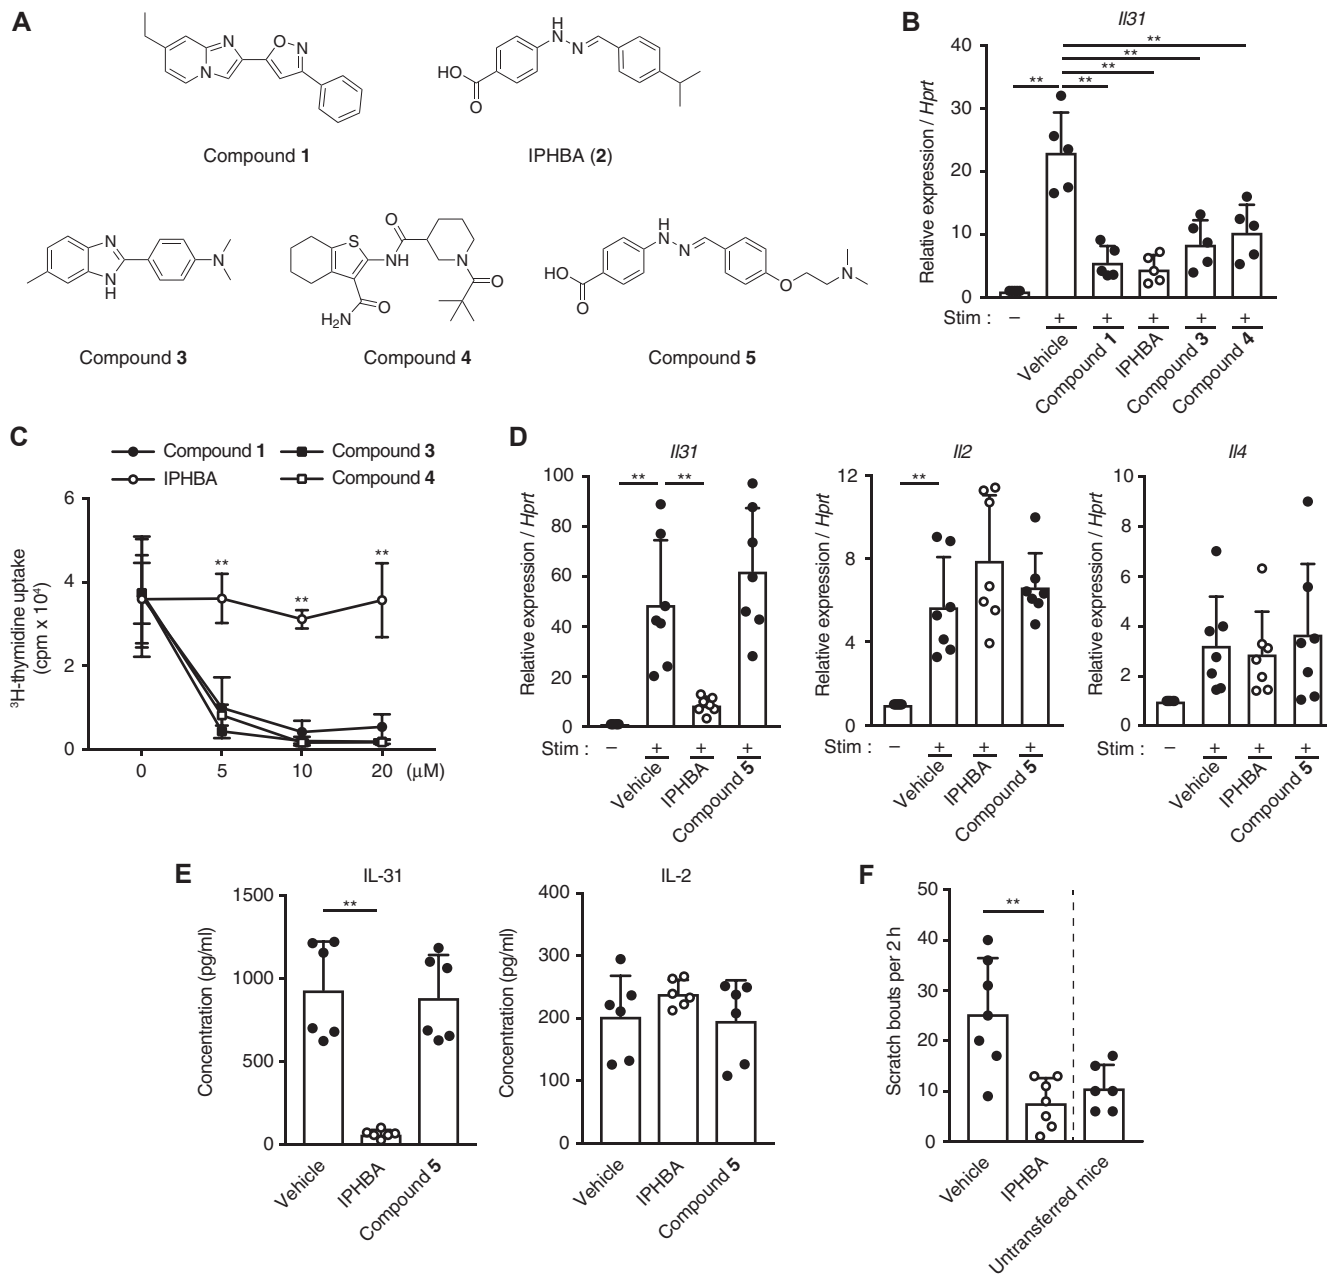 A
N
N
O
N
Compound 1
H
N
N
HO
O
IPHBA (2)
N
N
H
N
Compound 3
S
O
NH
N
O
O
H₂N
Compound 4
H
N
N
HO
O
O
N
Compound 5
B
Il31
Relative expression / Hprt
40
30
20
10
0
** ** ** ** **
Stim : – + + + + +
Vehicle
Compound 1
IPHBA
Compound 3
Compound 4
C
Compound 1
Compound 3
IPHBA
Compound 4
³H-thymidine uptake
(cpm x 10⁴)
6
4
2
0
** ** **
0 5 10 20 (μM)
D
Il31
Relative expression / Hprt
100
80
60
40
20
0
** **
Stim : – + + +
Vehicle
IPHBA
Compound 5
Il2
Relative expression / Hprt
12
8
4
0
**
Stim : – + + +
Vehicle
IPHBA
Compound 5
Il4
Relative expression / Hprt
10
8
6
4
2
0
Stim : – + + +
Vehicle
IPHBA
Compound 5
E
IL-31
Concentration (pg/ml)
1500
1000
500
0
**
Vehicle
IPHBA
Compound 5
IL-2
Concentration (pg/ml)
400
300
200
100
0
Vehicle
IPHBA
Compound 5
F
Scratch bouts per 2 h
50
40
30
20
10
0
**
Vehicle
IPHBA
Untransferred mice